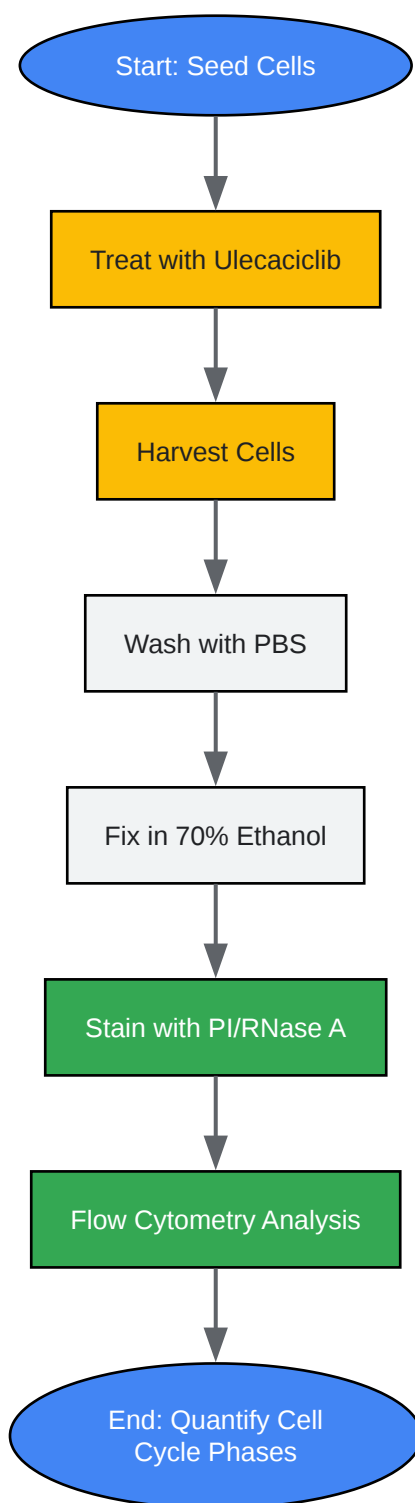 Start: Seed Cells
Treat with Ulecaciclib
Harvest Cells
Wash with PBS
Fix in 70% Ethanol
Stain with PI/RNase A
Flow Cytometry Analysis
End: Quantify Cell
Cycle Phases